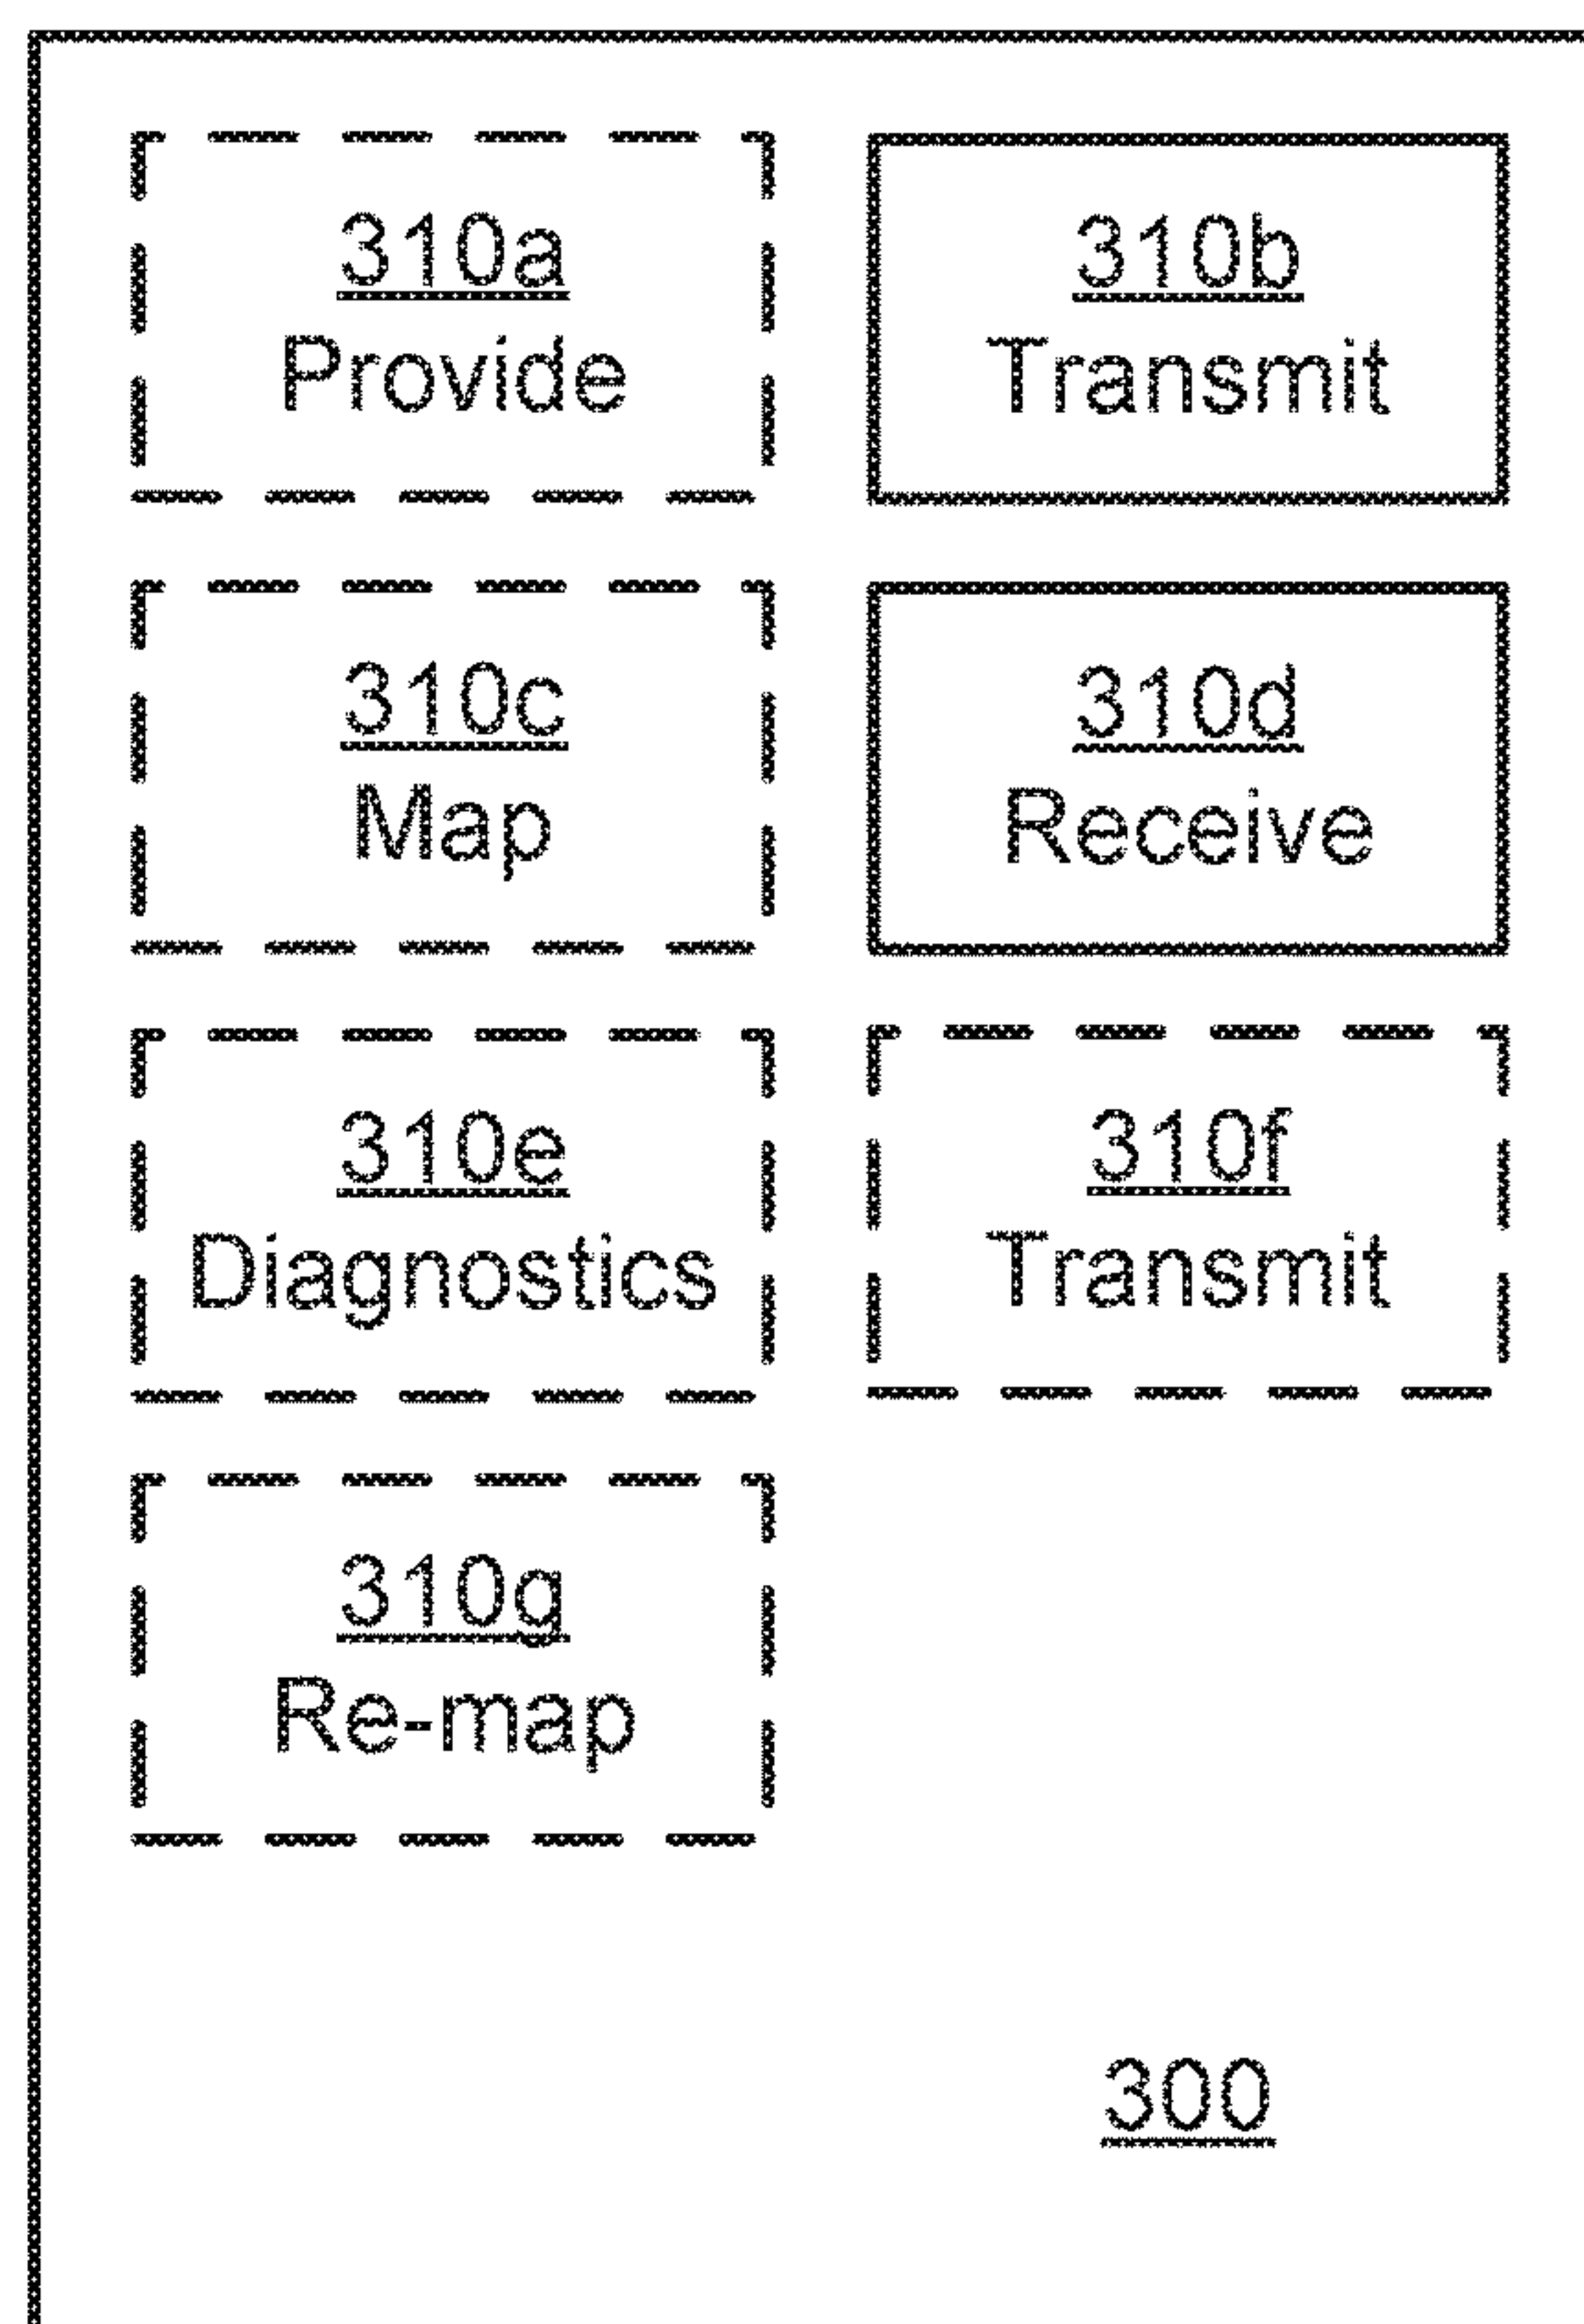 310a
Provide
310b
Transmit
310c
Map
310d
Receive
310e
Diagnostics
310f
Transmit
310g
Re-map
300